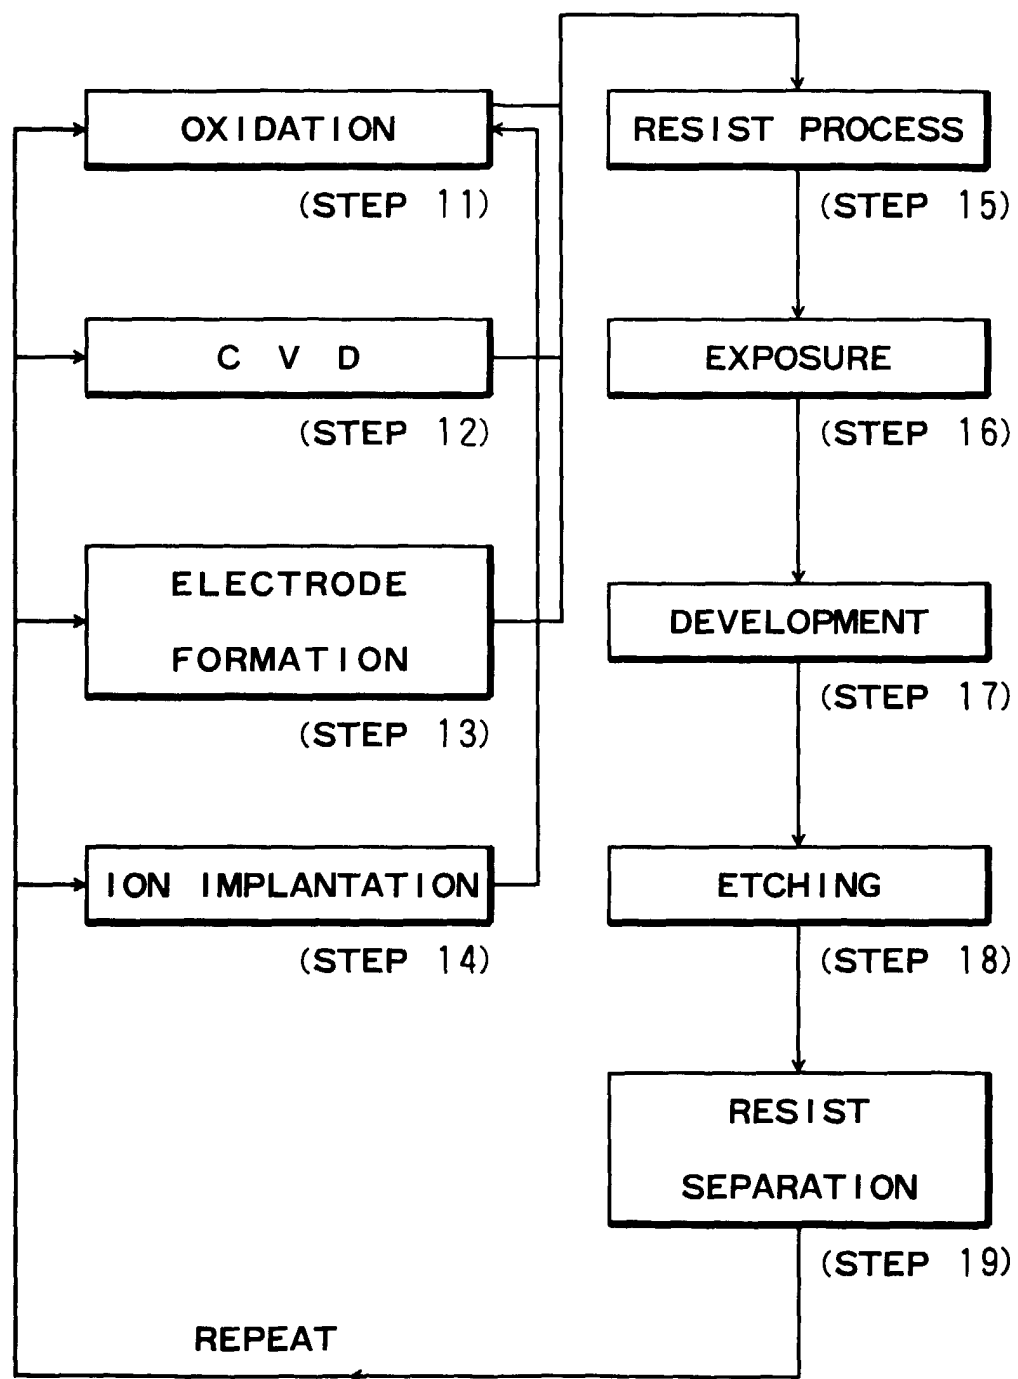 OXIDATION
(STEP 11)
CVD
(STEP 12)
ELECTRODE
FORMATION
(STEP 13)
ION IMPLANTATION
(STEP 14)
RESIST PROCESS
(STEP 15)
EXPOSURE
(STEP 16)
DEVELOPMENT
(STEP 17)
ETCHING
(STEP 18)
RESIST
SEPARATION
(STEP 19)
REPEAT